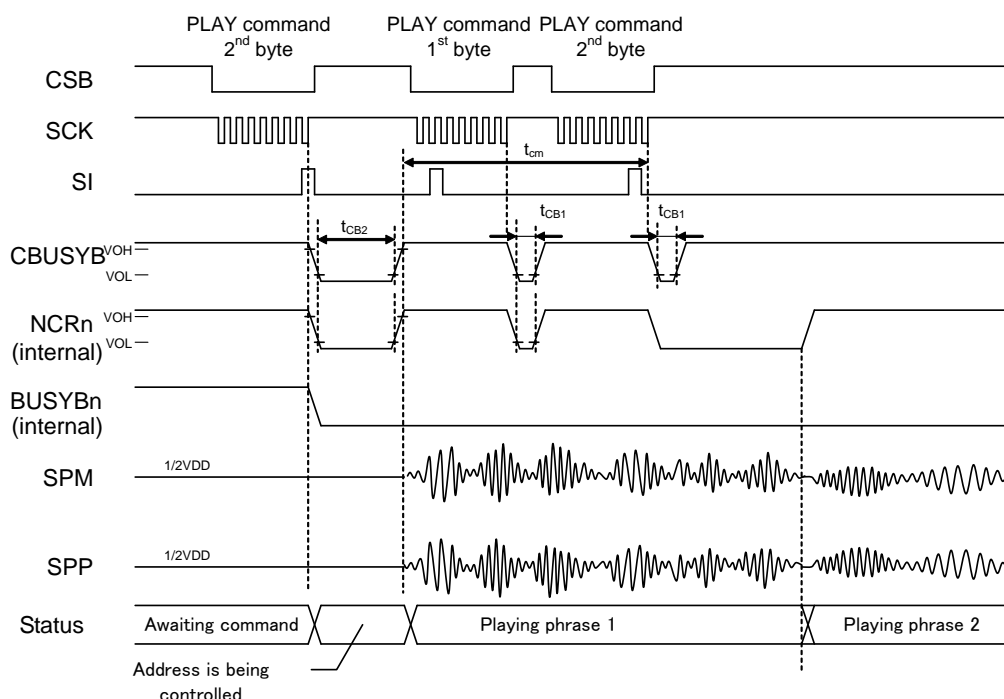 PLAY command
2nd byte
PLAY command
1st byte
PLAY command
2nd byte
CSB
SCK
tcm
SI
tCB2
tCB1
tCB1
CBUSYB
VOH
VOL
NCRn
(internal)
VOH
VOL
BUSYBn
(internal)
SPM
1/2VDD
SPP
1/2VDD
Status
Awaiting command
Playing phrase 1
Playing phrase 2
Address is being
controlled